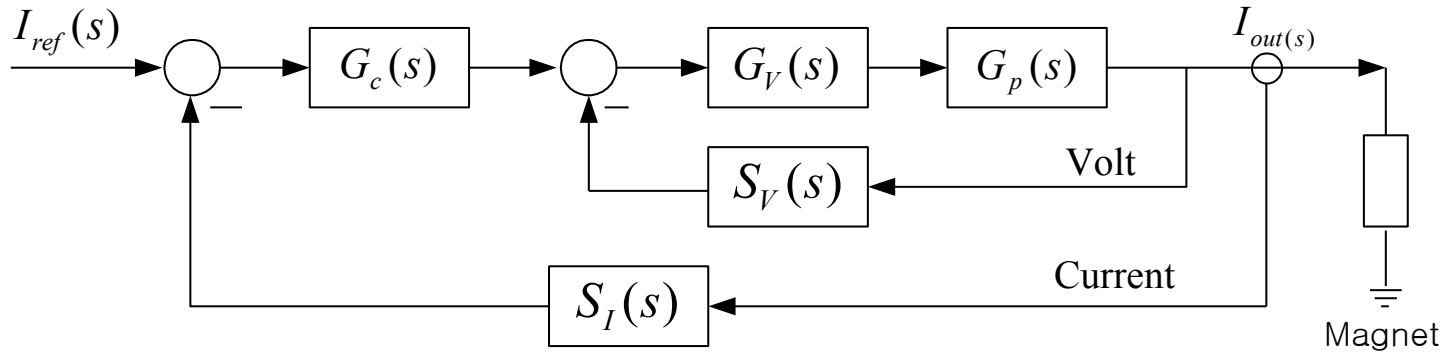 I_ref(s)
G_c(s)
G_V(s)
G_p(s)
I_out(s)
−
−
S_V(s)
Volt
S_I(s)
Current
Magnet